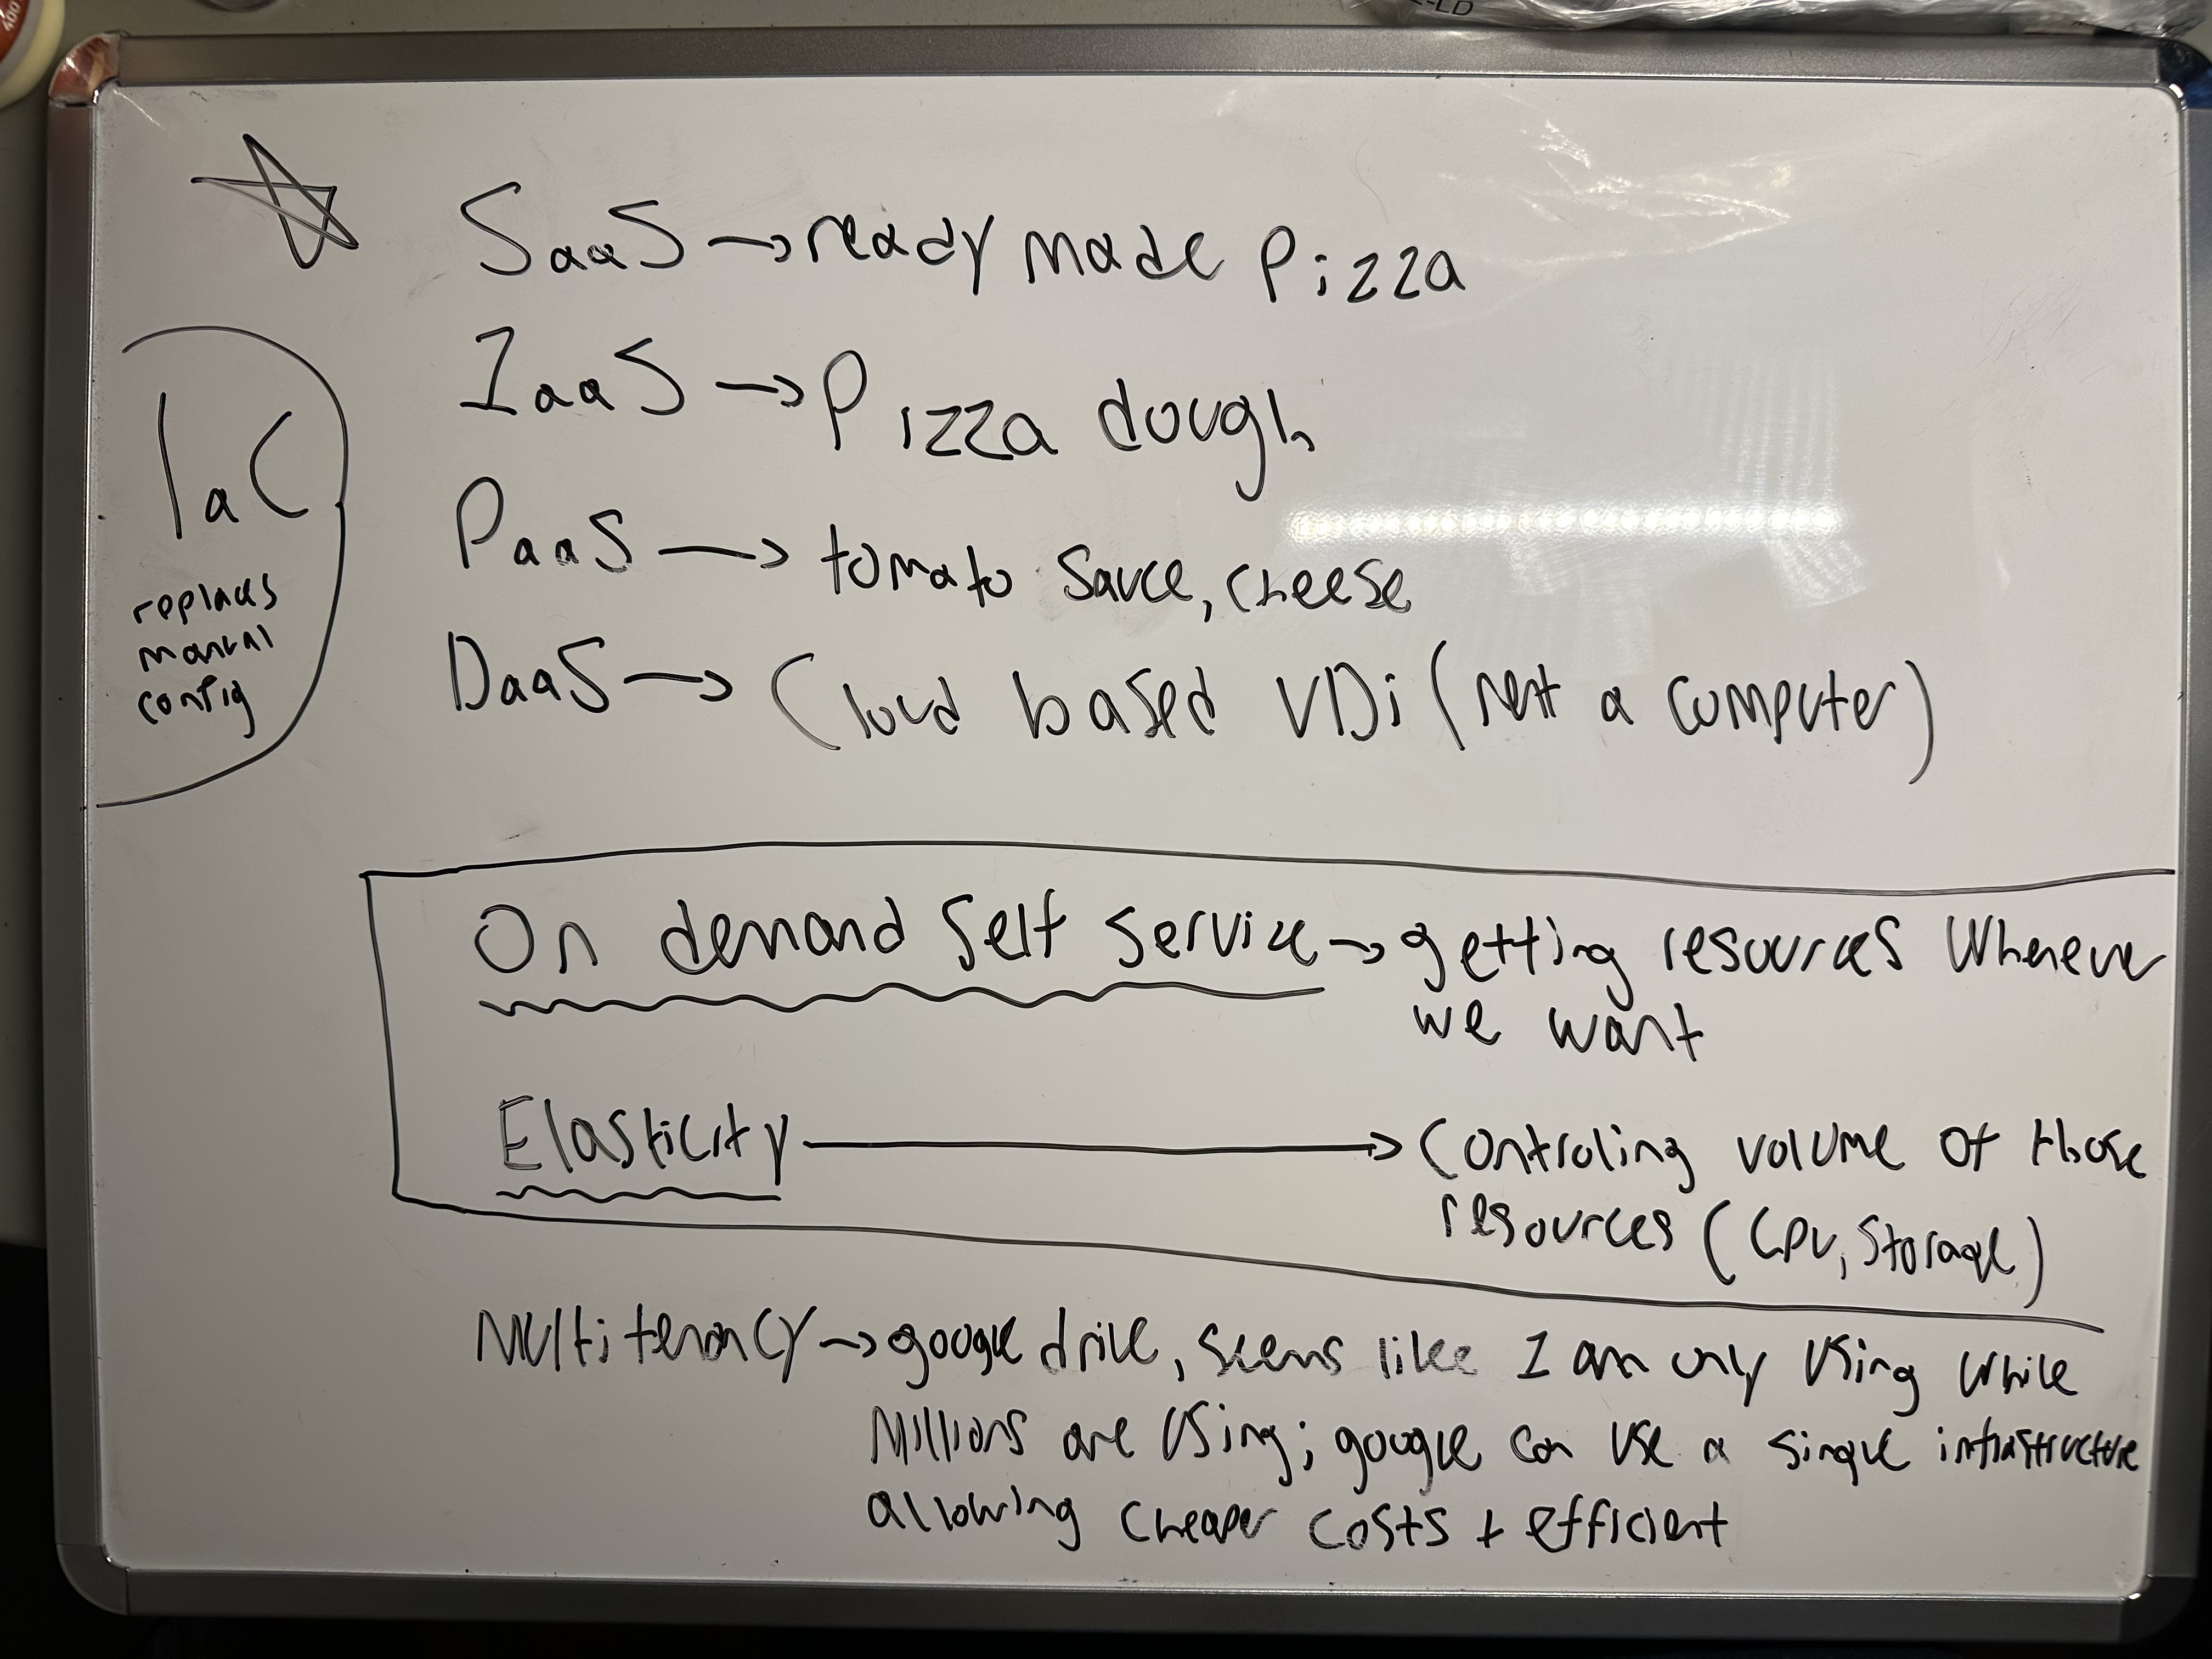 400
-LD
SaaS → ready made Pizza
IaaS → Pizza dough
PaaS → tomato sauce, cheese
DaaS → Cloud based VDi (rent a computer)
IaC
replaces
manual
config
On demand Self Service → getting resources whenever
we want
Elasticity → Controling volume of those
resources (CPU, Storage)
Multitenancy → google drive, seems like I am only using while
Millions are using; google can use a single infrastructure
allowing cheaper costs + efficient